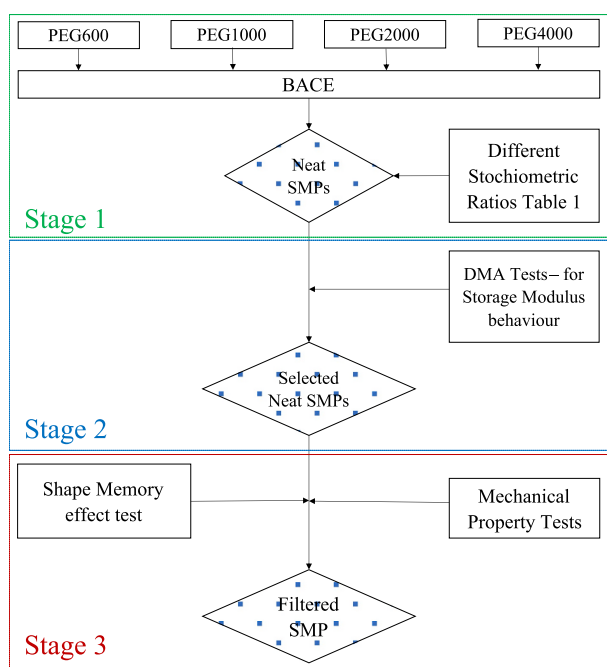 PEG600
PEG1000
PEG2000
PEG4000
BACE
Neat
SMPs
Different
Stochiometric
Ratios Table 1
Stage 1
DMA Tests– for
Storage Modulus
behaviour
Selected
Neat SMPs
Stage 2
Shape Memory
effect test
Mechanical
Property Tests
Filtered
SMP
Stage 3